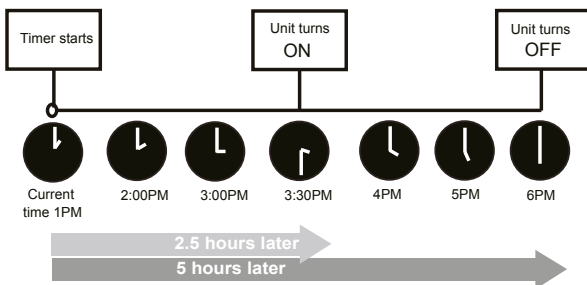 Timer starts
Unit turns
ON
Unit turns
OFF
Current
time 1PM
2:00PM
3:00PM
3:30PM
4PM
5PM
6PM
2.5 hours later
5 hours later